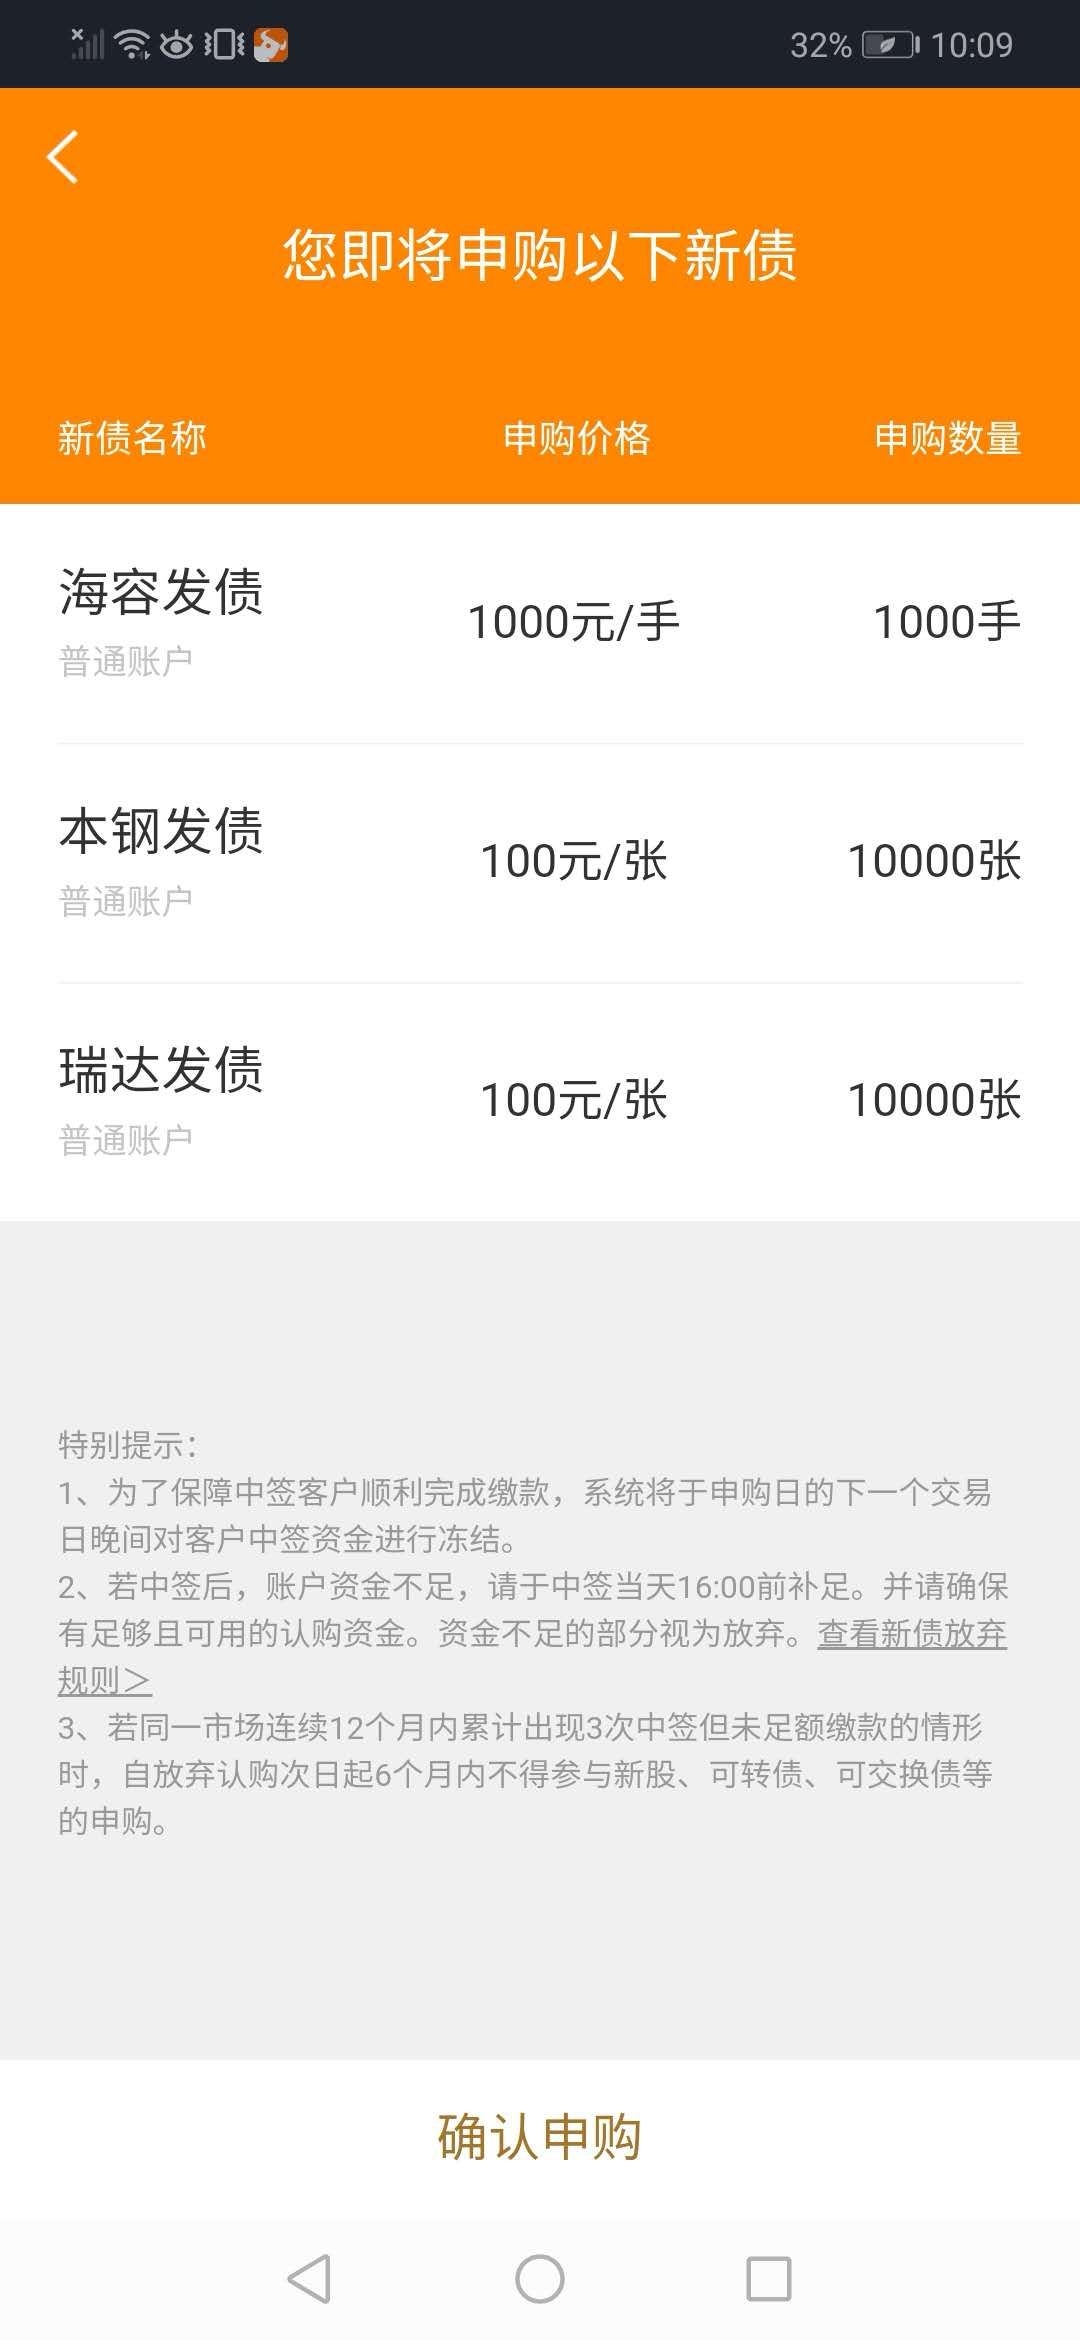 32% 10:09
您即将申购以下新债
新债名称 申购价格 申购数量
海容发债
普通账户
1000元/手 1000手
本钢发债
普通账户
100元/张 10000张
瑞达发债
普通账户
100元/张 10000张
特别提示：
1、为了保障中签客户顺利完成缴款，系统将于申购日的下一个交易
日晚间对客户中签资金进行冻结。
2、若中签后，账户资金不足，请于中签当天16:00前补足。并请确保
有足够且可用的认购资金。资金不足的部分视为放弃。查看新债放弃
规则＞
3、若同一市场连续12个月内累计出现3次中签但未足额缴款的情形
时，自放弃认购次日起6个月内不得参与新股、可转债、可交换债等
的申购。
确认申购